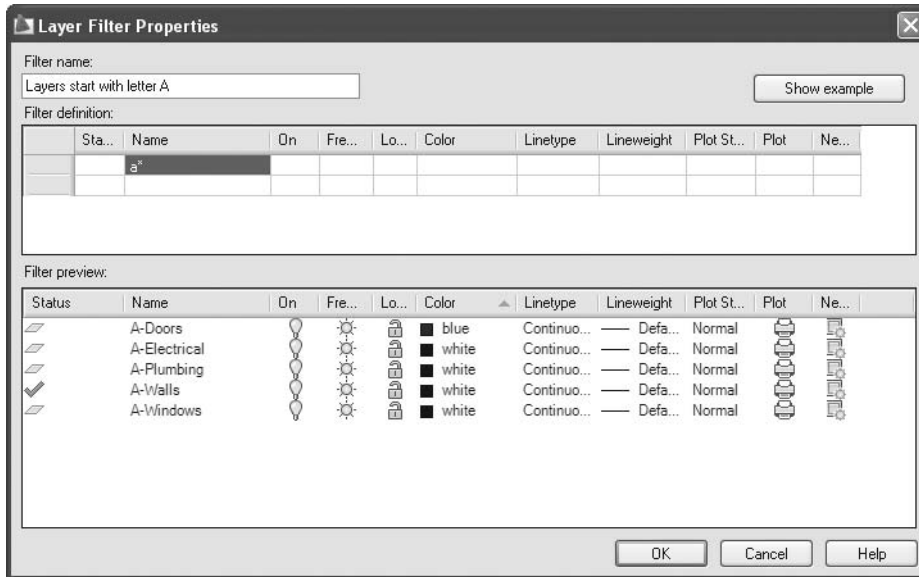 Layer Filter Properties
Filter name:
Layers start with letter A
Show example
Filter definition:
Sta... Name On Fre... Lo... Color Linetype Lineweight Plot St... Plot Ne...
a*
Filter preview:
Status Name On Fre... Lo... Color Linetype Lineweight Plot St... Plot Ne...
A-Doors blue Continuo... Defa... Normal
A-Electrical white Continuo... Defa... Normal
A-Plumbing white Continuo... Defa... Normal
A-Walls white Continuo... Defa... Normal
A-Windows white Continuo... Defa... Normal
OK Cancel Help